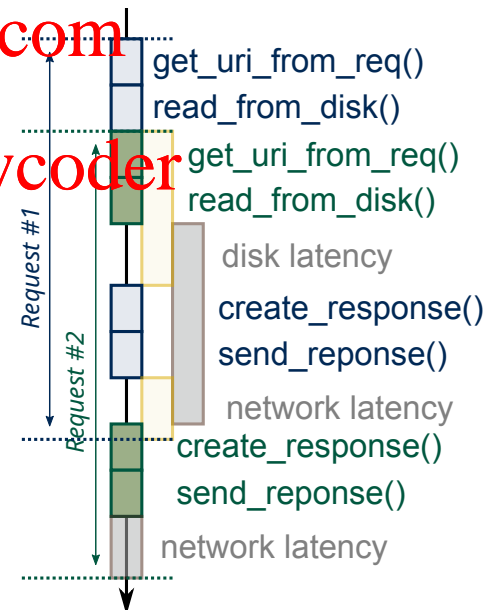 com
get_uri_from_req()
read_from_disk()
ycoder
get_uri_from_req()
read_from_disk()
Request #1
disk latency
create_response()
send_reponse()
Request #2
network latency
create_response()
send_reponse()
network latency